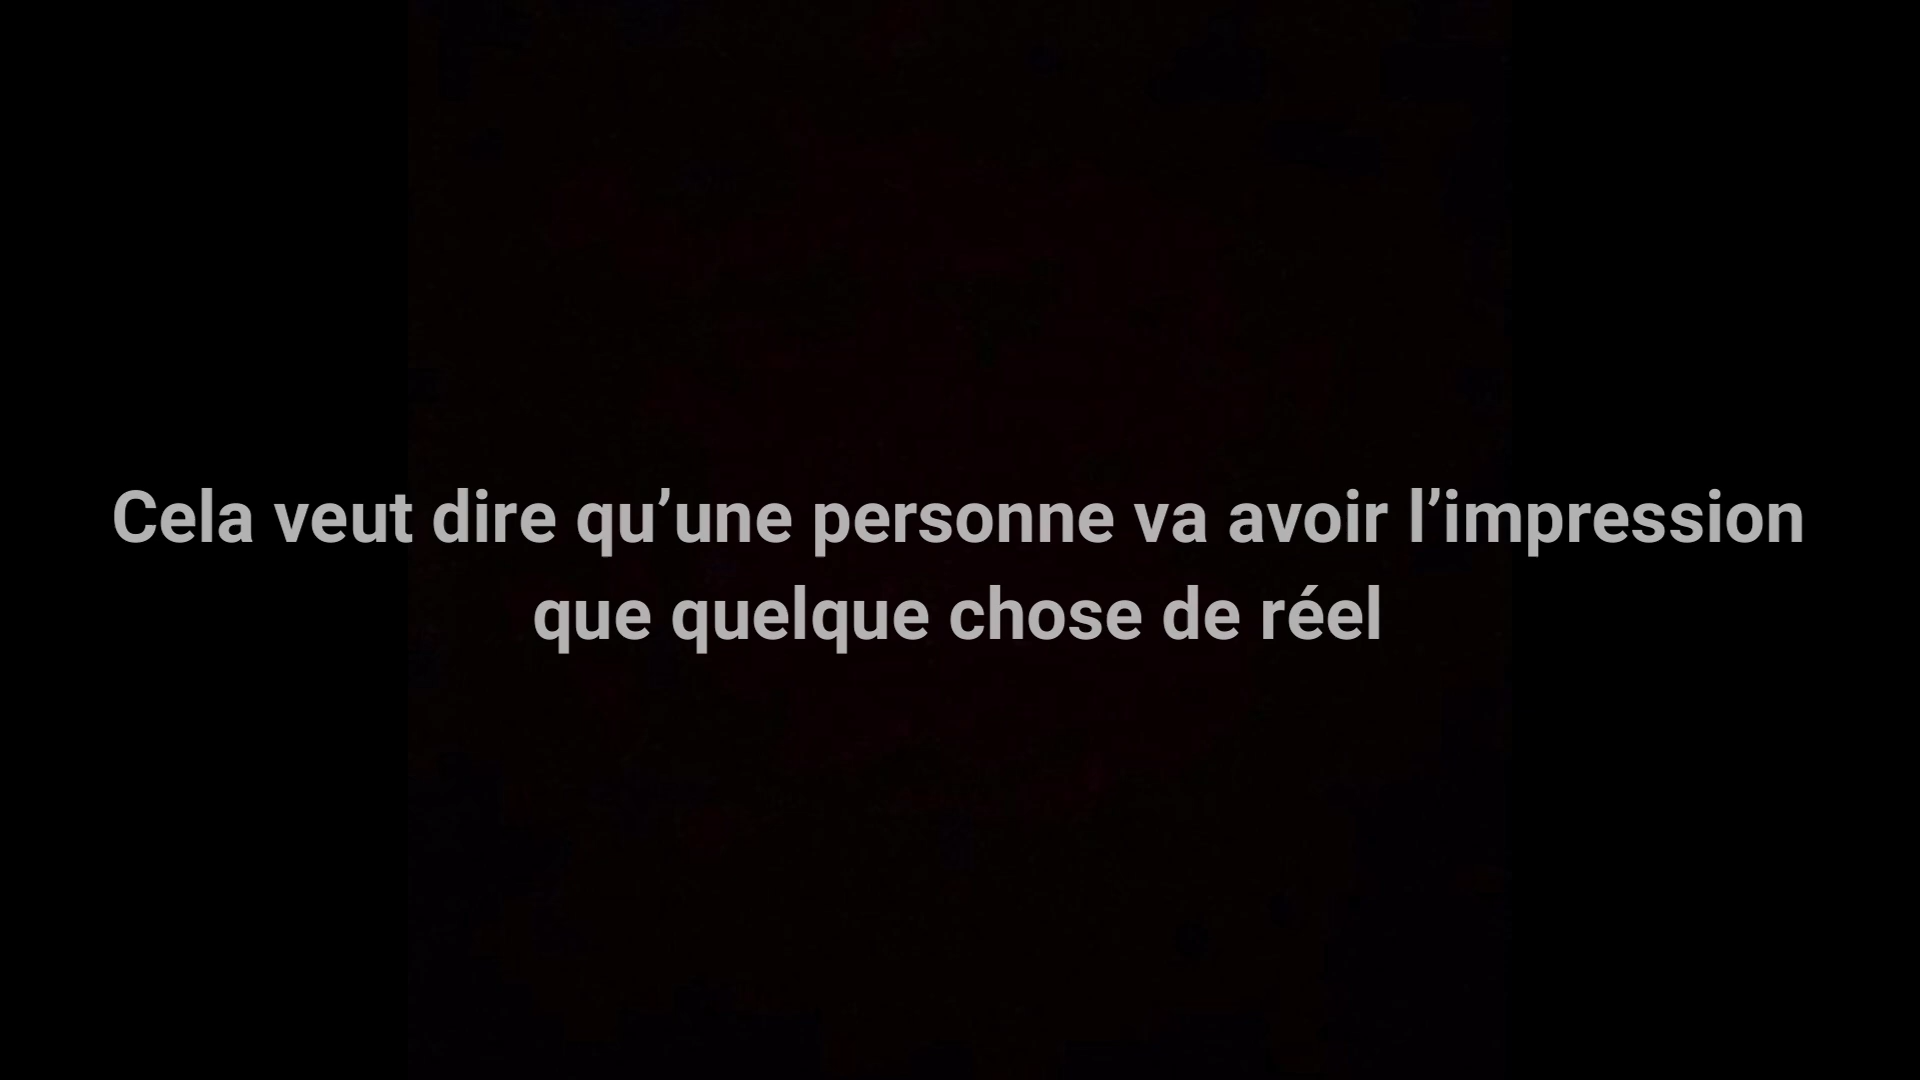 Cela veut dire qu’une personne va avoir l’impression
que quelque chose de réel